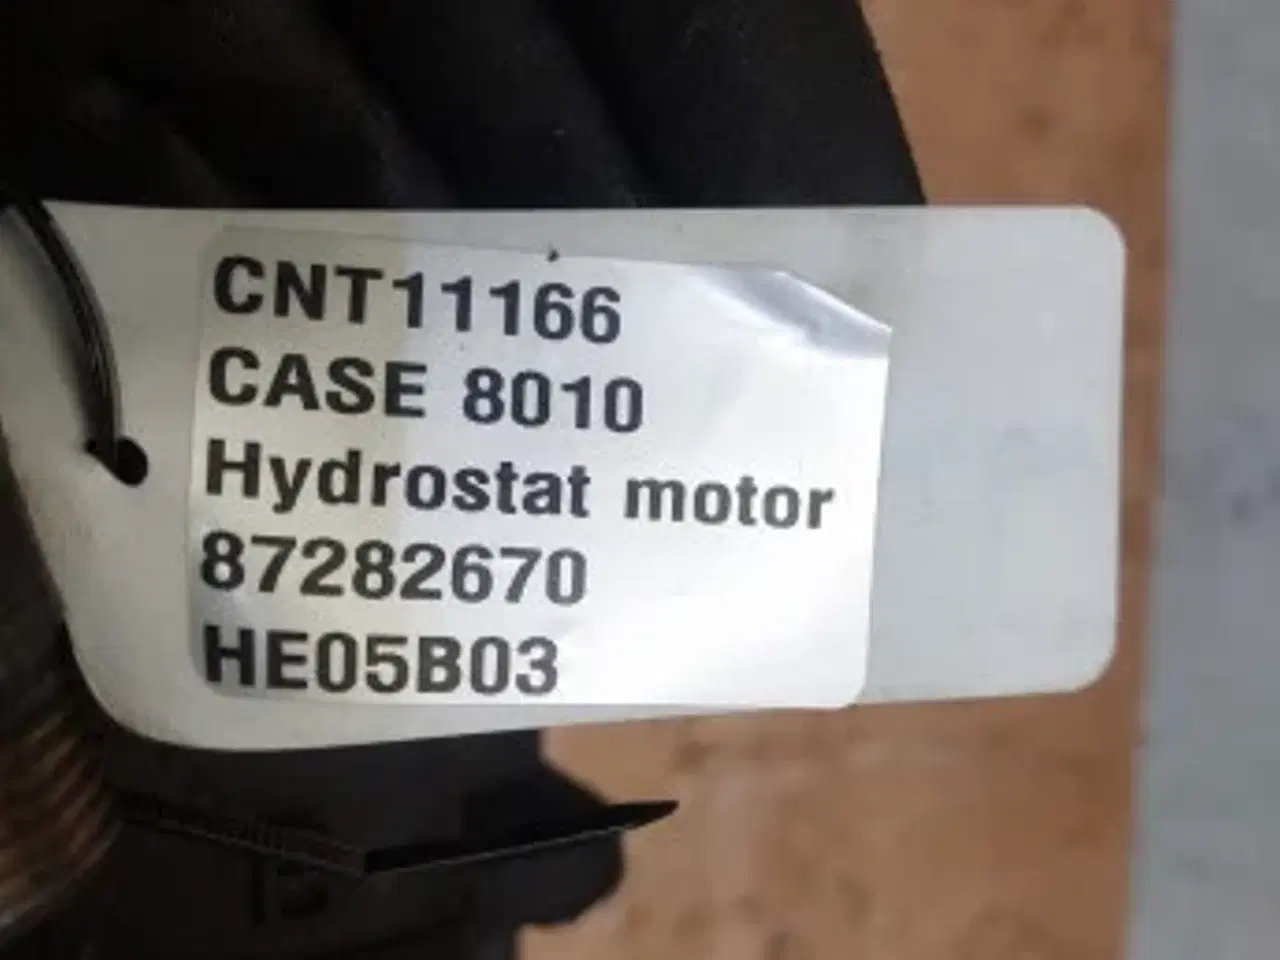 CNT11166
CASE 8010
Hydrostat motor
87282670
HE05B03